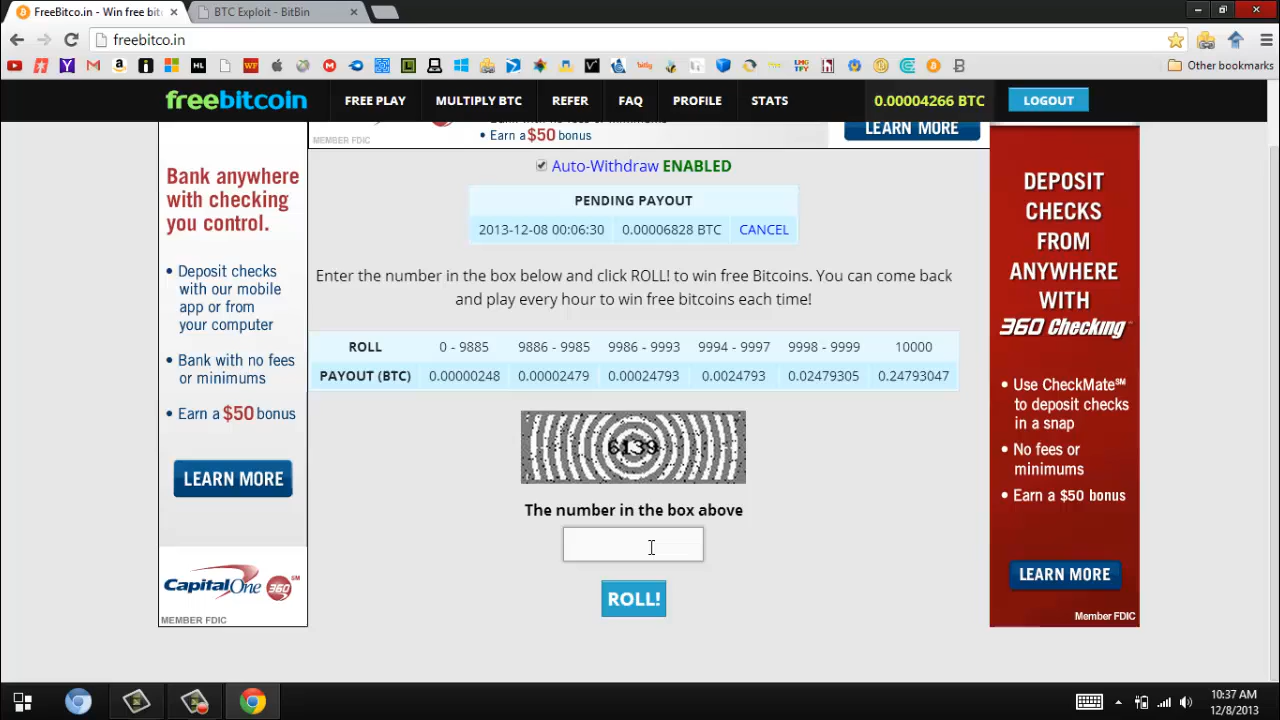 FreeBitco.in - Win free bit
BTC Exploit - BitBin
freebitco.in
Other bookmarks
freebitcoin
FREE PLAY
MULTIPLY BTC
REFER
FAQ
PROFILE
STATS
0.00004266 BTC
LOGOUT
MEMBER FDIC
• Earn a $50 bonus
LEARN MORE
Auto-Withdraw ENABLED
PENDING PAYOUT
2013-12-08 00:06:30 0.00006828 BTC CANCEL
Enter the number in the box below and click ROLL! to win free Bitcoins. You can come back
and play every hour to win free bitcoins each time!
ROLL 0 - 9885 9886 - 9985 9986 - 9993 9994 - 9997 9998 - 9999 10000
PAYOUT (BTC) 0.00000248 0.00002479 0.00024793 0.0024793 0.02479305 0.24793047
6139
The number in the box above
ROLL!
Bank anywhere
with checking
you control.
• Deposit checks
with our mobile
app or from
your computer
• Bank with no fees
or minimums
• Earn a $50 bonus
LEARN MORE
Capital One 360
MEMBER FDIC
DEPOSIT
CHECKS
FROM
ANYWHERE
WITH
360 Checking
• Use CheckMate℠
to deposit checks
in a snap
• No fees or
minimums
• Earn a $50 bonus
LEARN MORE
Member FDIC
10:37 AM
12/8/2013